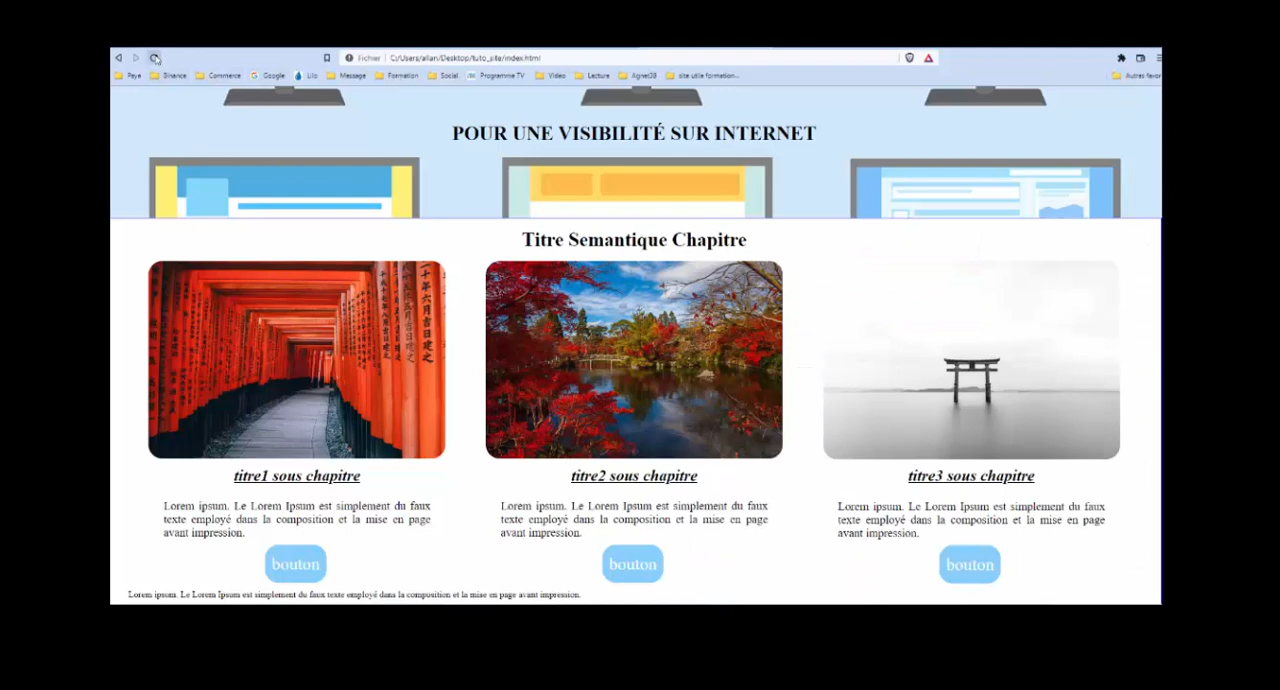 Fichier C:/Users/allan/Desktop/tuto_site/index.html
Paye Binance Commerce Google Lilo Message Formation Social Programme TV Video Lecture Agnes38 site utile formation... Autres favor
POUR UNE VISIBILITÉ SUR INTERNET
Titre Semantique Chapitre
titre1 sous chapitre titre2 sous chapitre titre3 sous chapitre
Lorem ipsum. Le Lorem Ipsum est simplement du faux
texte employé dans la composition et la mise en page
avant impression.
Lorem ipsum. Le Lorem Ipsum est simplement du faux
texte employé dans la composition et la mise en page
avant impression.
Lorem ipsum. Le Lorem Ipsum est simplement du faux
texte employé dans la composition et la mise en page
avant impression.
bouton bouton bouton
Lorem ipsum. Le Lorem Ipsum est simplement du faux texte employé dans la composition et la mise en page avant impression.